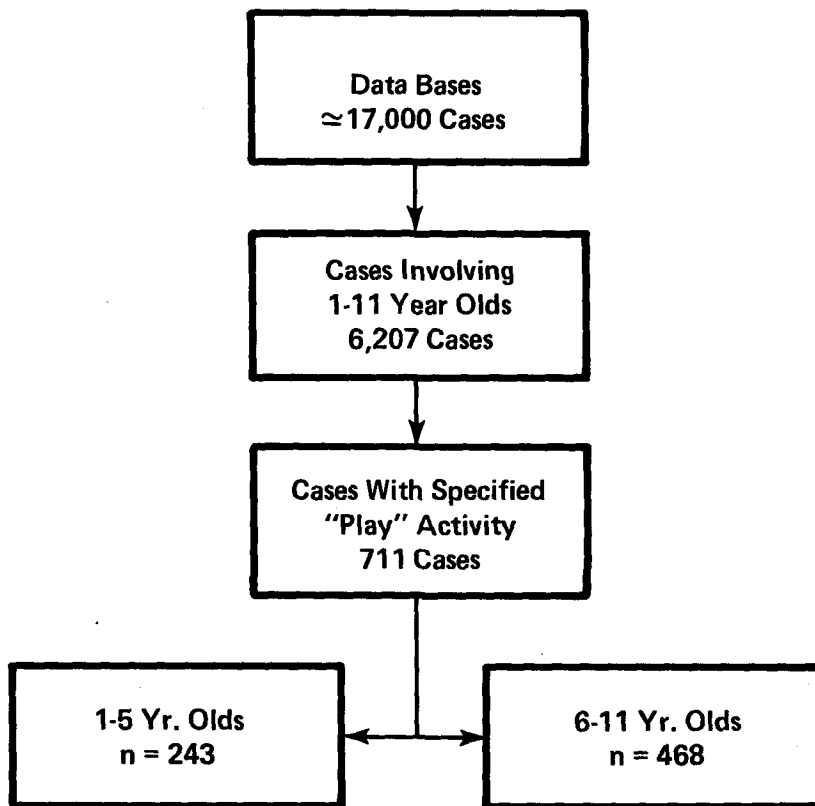 Data Bases
≃17,000 Cases
Cases Involving
1-11 Year Olds
6,207 Cases
Cases With Specified
"Play" Activity
711 Cases
1-5 Yr. Olds
n = 243
6-11 Yr. Olds
n = 468